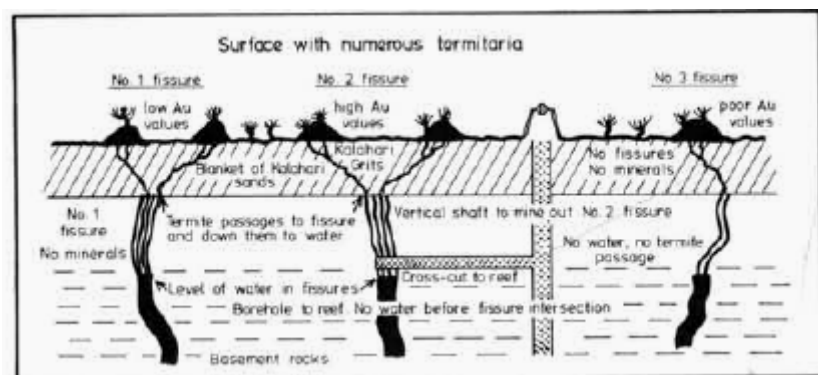 Surface with numerous termitaria
No. 1 fissure
No. 2 fissure
No. 3 fissure
low Au
values
high Au
values
poor Au
values
Kalahari
Grits
Blanket of Kalahari
sands
No fissures
No minerals
No. 1
fissure
No minerals
Termite passages to fissure
and down them to water
Vertical shaft to mine out No. 2 fissure
No water, no termite
passage
Cross-cut to reef
Level of water in fissures
Borehole to reef. No water before fissure intersection
Basement rocks